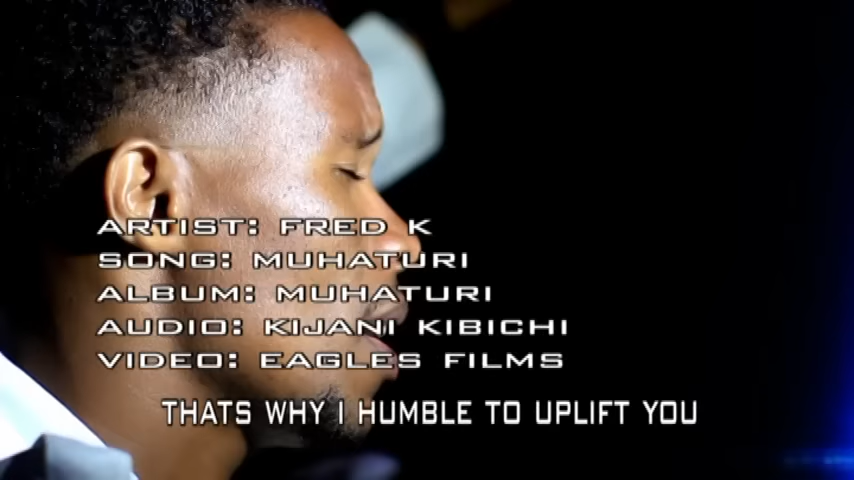 ARTIST: FRED K
SONG: MUHATURI
ALBUM: MUHATURI
AUDIO: KIJANI KIBICHI
VIDEO: EAGLES FILMS
THATS WHY I HUMBLE TO UPLIFT YOU